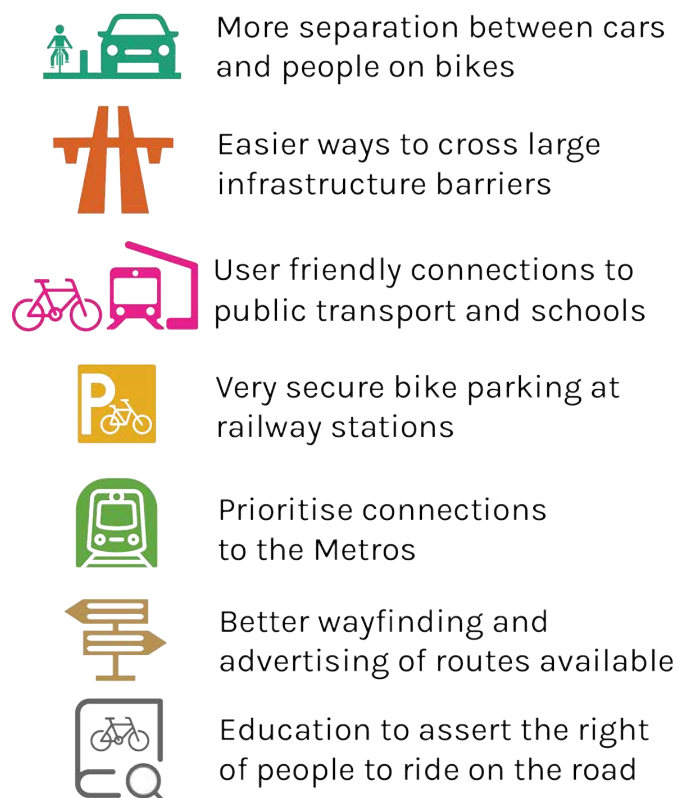 More separation between cars
and people on bikes
Easier ways to cross large
infrastructure barriers
User friendly connections to
public transport and schools
P
Very secure bike parking at
railway stations
Prioritise connections
to the Metros
Better wayfinding and
advertising of routes available
Education to assert the right
of people to ride on the road